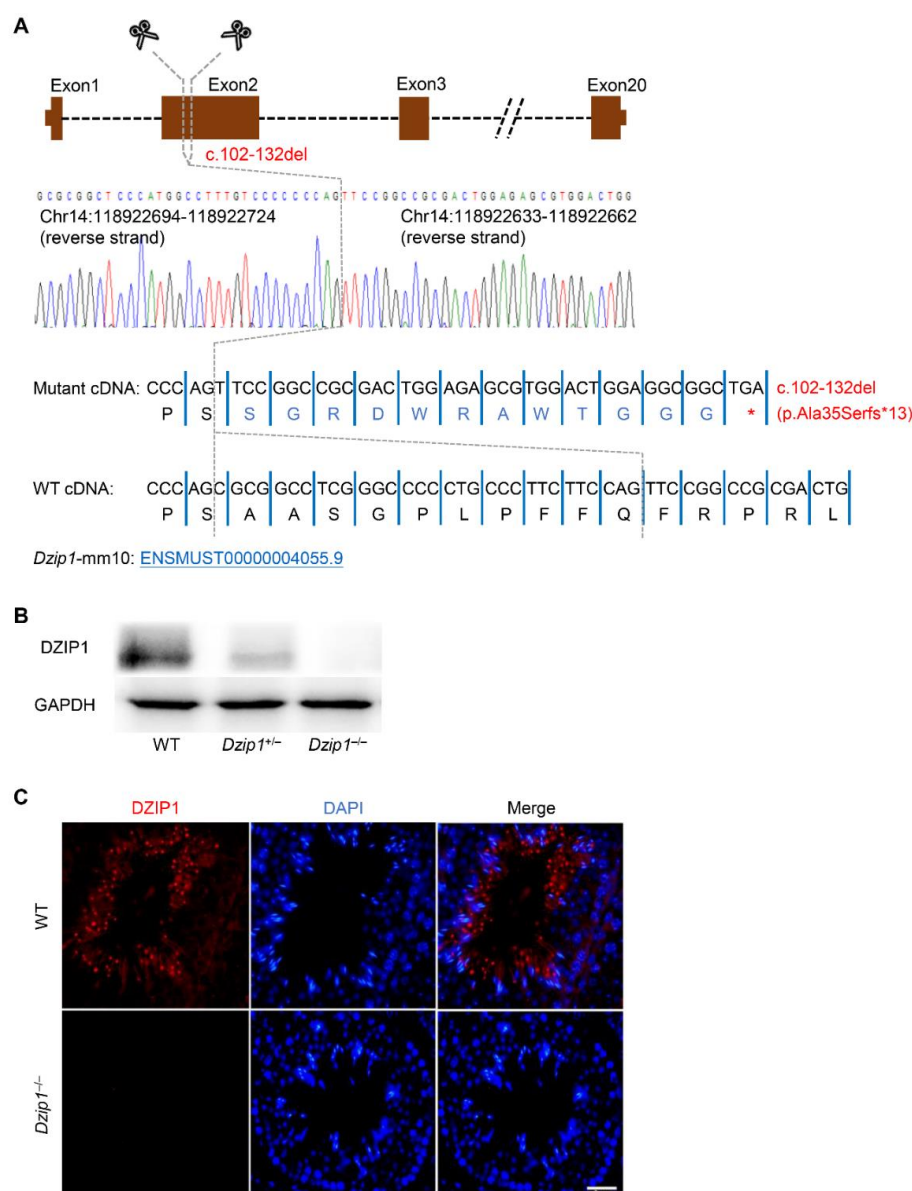 A
Exon1 Exon2 Exon3 Exon20
c.102-132del
GCGCGGCTCCCATGGCCTTTGTCCCCCCCAGTTCCGGCCGCGACTGGAGAGCGTGGACTGG
Chr14:118922694-118922724 Chr14:118922633-118922662
(reverse strand) (reverse strand)
Mutant cDNA: CCC AGT TCC GGC CGC GAC TGG AGA GCG TGG ACT GGA GGC GGC TGA c.102-132del
P S S G R D W R A W T G G G * (p.Ala35Serfs*13)
WT cDNA: CCC AGC GCG GCC TCG GGC CCC CTG CCC TTC TTC CAG TTC CGG CCG CGA CTG
P S A A S G P L P F F Q F R P R L
Dzip1-mm10: ENSMUST00000004055.9
B
DZIP1
GAPDH
WT Dzip1+/– Dzip1–/–
C
DZIP1 DAPI Merge
WT
Dzip1–/–